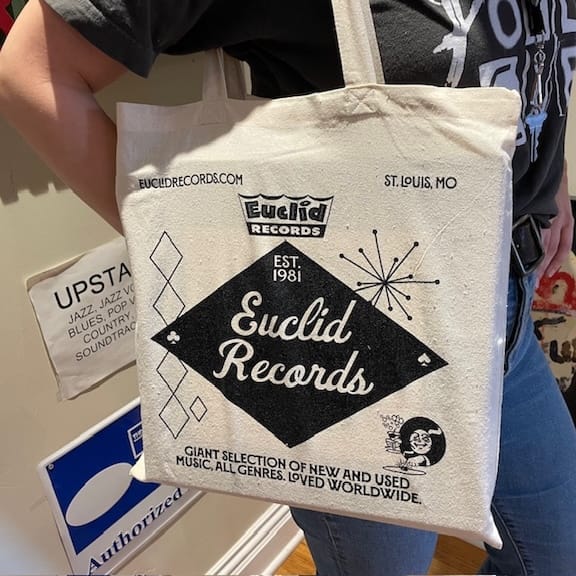 EUCLIDRECORDS.COM
ST. LOUIS, MO
Euclid
RECORDS
EST.
1981
Euclid
Records
GIANT SELECTION OF NEW AND USED
MUSIC, ALL GENRES. LOVED WORLDWIDE.
UPSTA
JAZZ, JAZZ VO
BLUES, POP V
COUNTRY,
SOUNDTRAC
Authorized